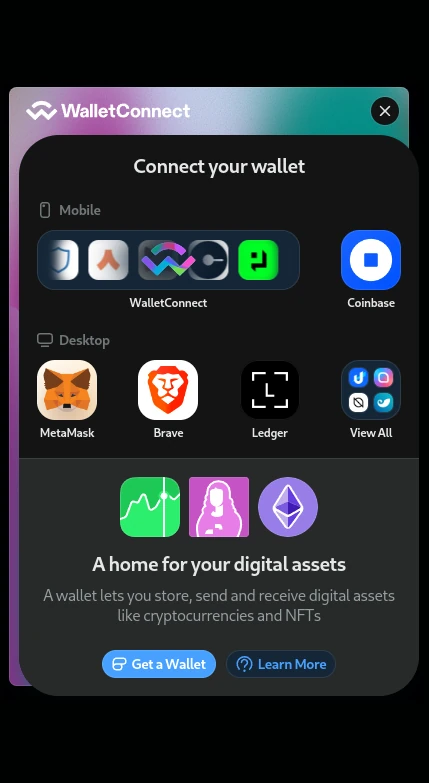 WalletConnect
Connect your wallet
Mobile
WalletConnect
Coinbase
Desktop
MetaMask
Brave
Ledger
View All
A home for your digital assets
A wallet lets you store, send and receive digital assets
like cryptocurrencies and NFTs
Get a Wallet
Learn More